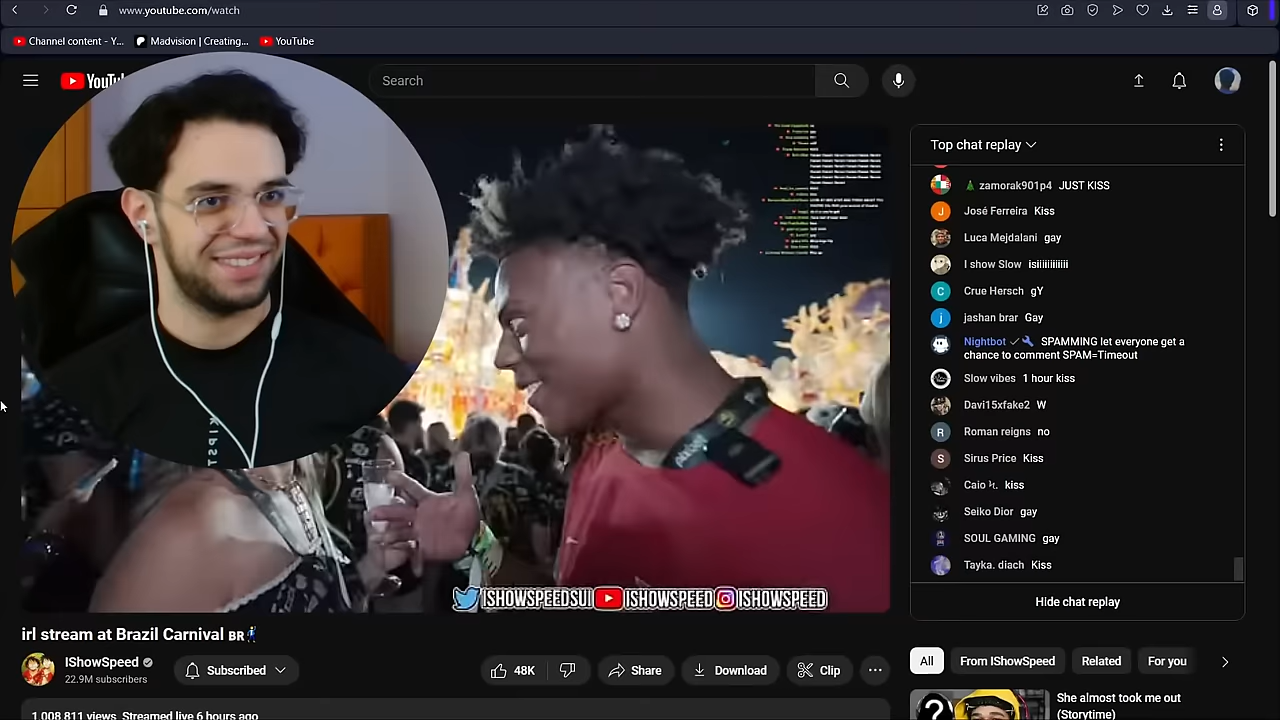 www.youtube.com/watch
Channel content - Y...
Madvision | Creating...
YouTube
Search
Top chat replay
zamorak901p4 JUST KISS
José Ferreira Kiss
Luca Mejdalani gay
I show Slow isiiiiiiiiiii
Crue Hersch gY
jashan brar Gay
Nightbot SPAMMING let everyone get a
chance to comment SPAM=Timeout
Slow vibes 1 hour kiss
Davi15xfake2 W
Roman reigns no
Sirus Price Kiss
Caio Ϟt. kiss
Seiko Dior gay
SOUL GAMING gay
Tayka. diach Kiss
Hide chat replay
ISHOWSPEEDSUI ISHOWSPEED ISHOWSPEED
irl stream at Brazil Carnival BR
IShowSpeed
22.9M subscribers
Subscribed
48K
Share
Download
Clip
All
From IShowSpeed
Related
For you
1,008,811 views Streamed live 6 hours ago
She almost took me out
(Storytime)